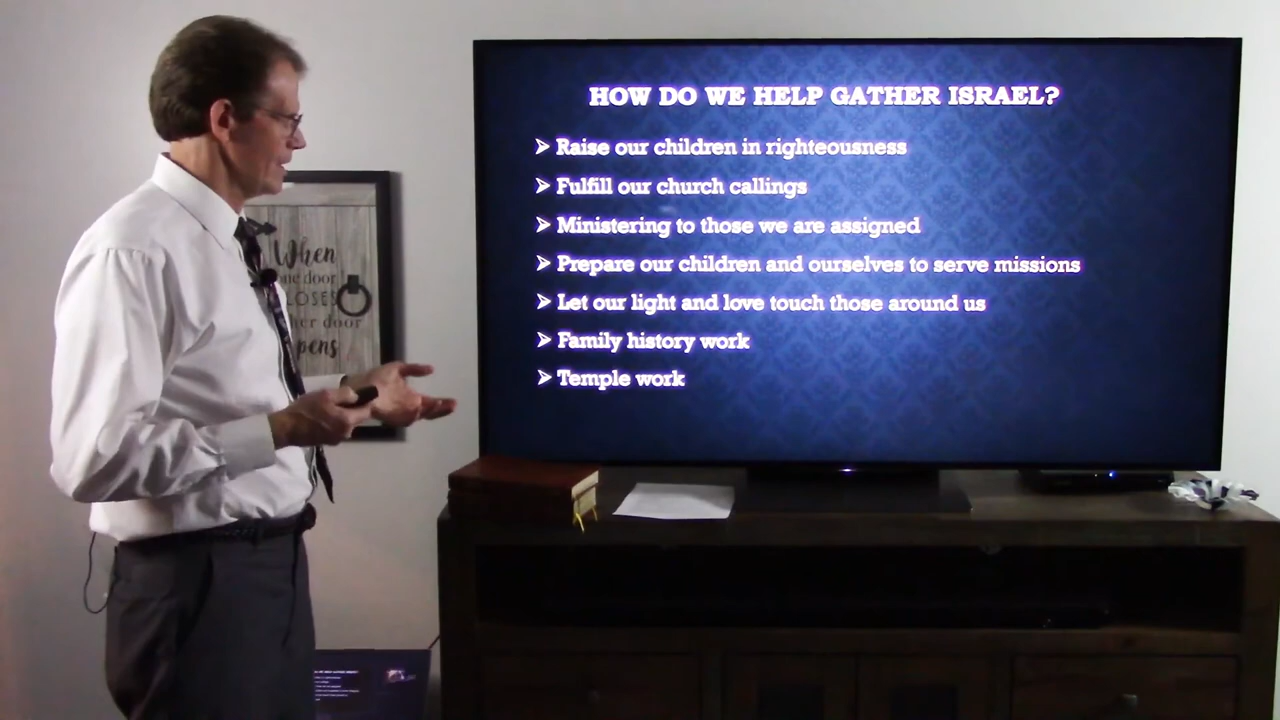 HOW DO WE HELP GATHER ISRAEL?
➢ Raise our children in righteousness
➢ Fulfill our church callings
➢ Ministering to those we are assigned
➢ Prepare our children and ourselves to serve missions
➢ Let our light and love touch those around us
➢ Family history work
➢ Temple work
When
door
LOSES
door
pens